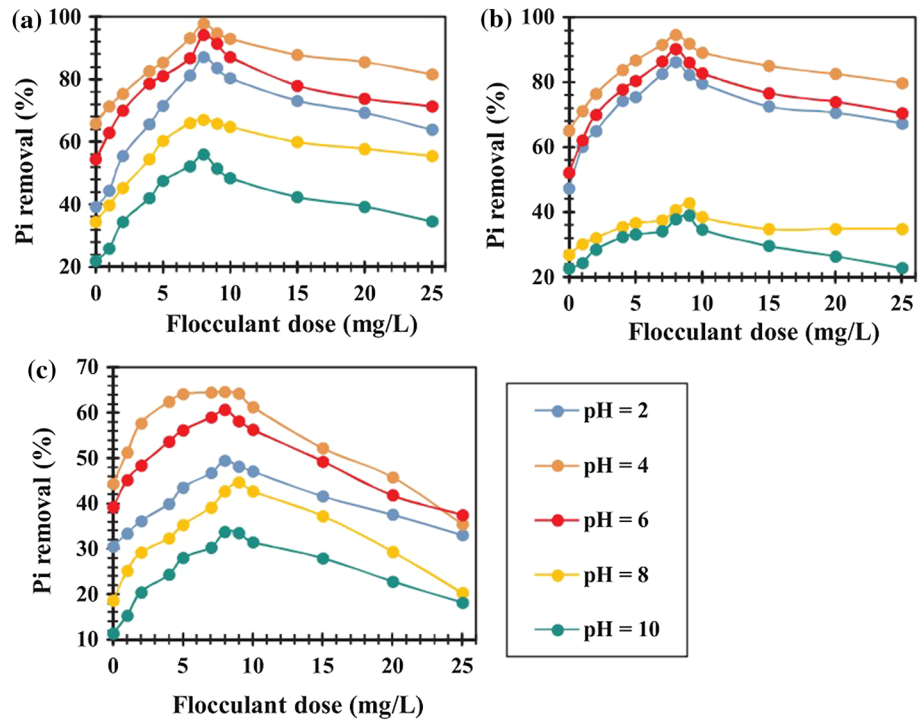 (a)
Pi removal (%)
100
80
60
40
20
0 5 10 15 20 25
Flocculant dose (mg/L)
(b)
Pi removal (%)
100
80
60
40
20
0 5 10 15 20 25
Flocculant dose (mg/L)
(c)
Pi removal (%)
70
60
50
40
30
20
10
0 5 10 15 20 25
Flocculant dose (mg/L)
pH = 2
pH = 4
pH = 6
pH = 8
pH = 10